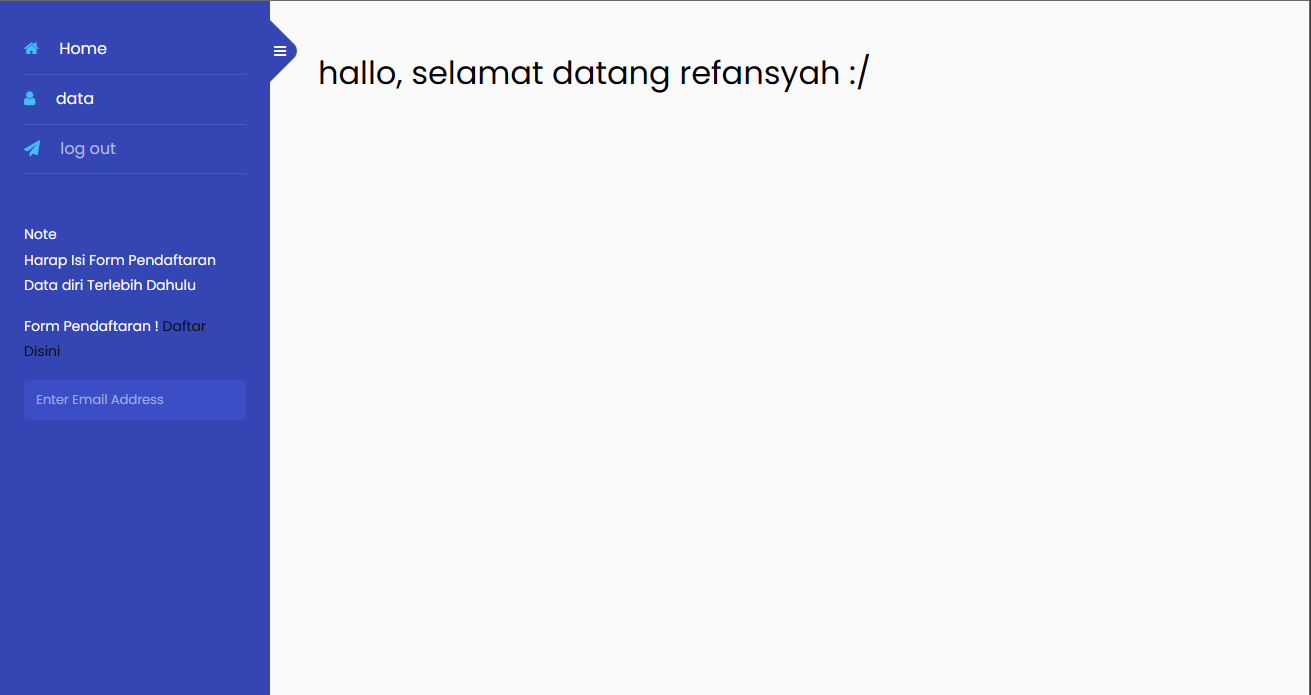 Home
data
log out
Note
Harap Isi Form Pendaftaran
Data diri Terlebih Dahulu
Form Pendaftaran ! Daftar
Disini
Enter Email Address
hallo, selamat datang refansyah :/